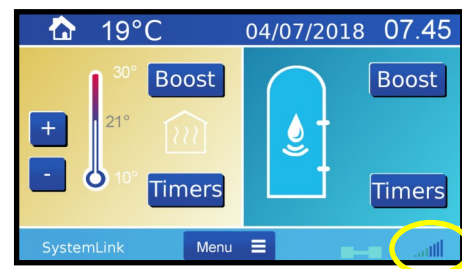 19°C 04/07/2018 07.45
30° Boost Boost
+ 21°
- 10° Timers Timers
SystemLink Menu